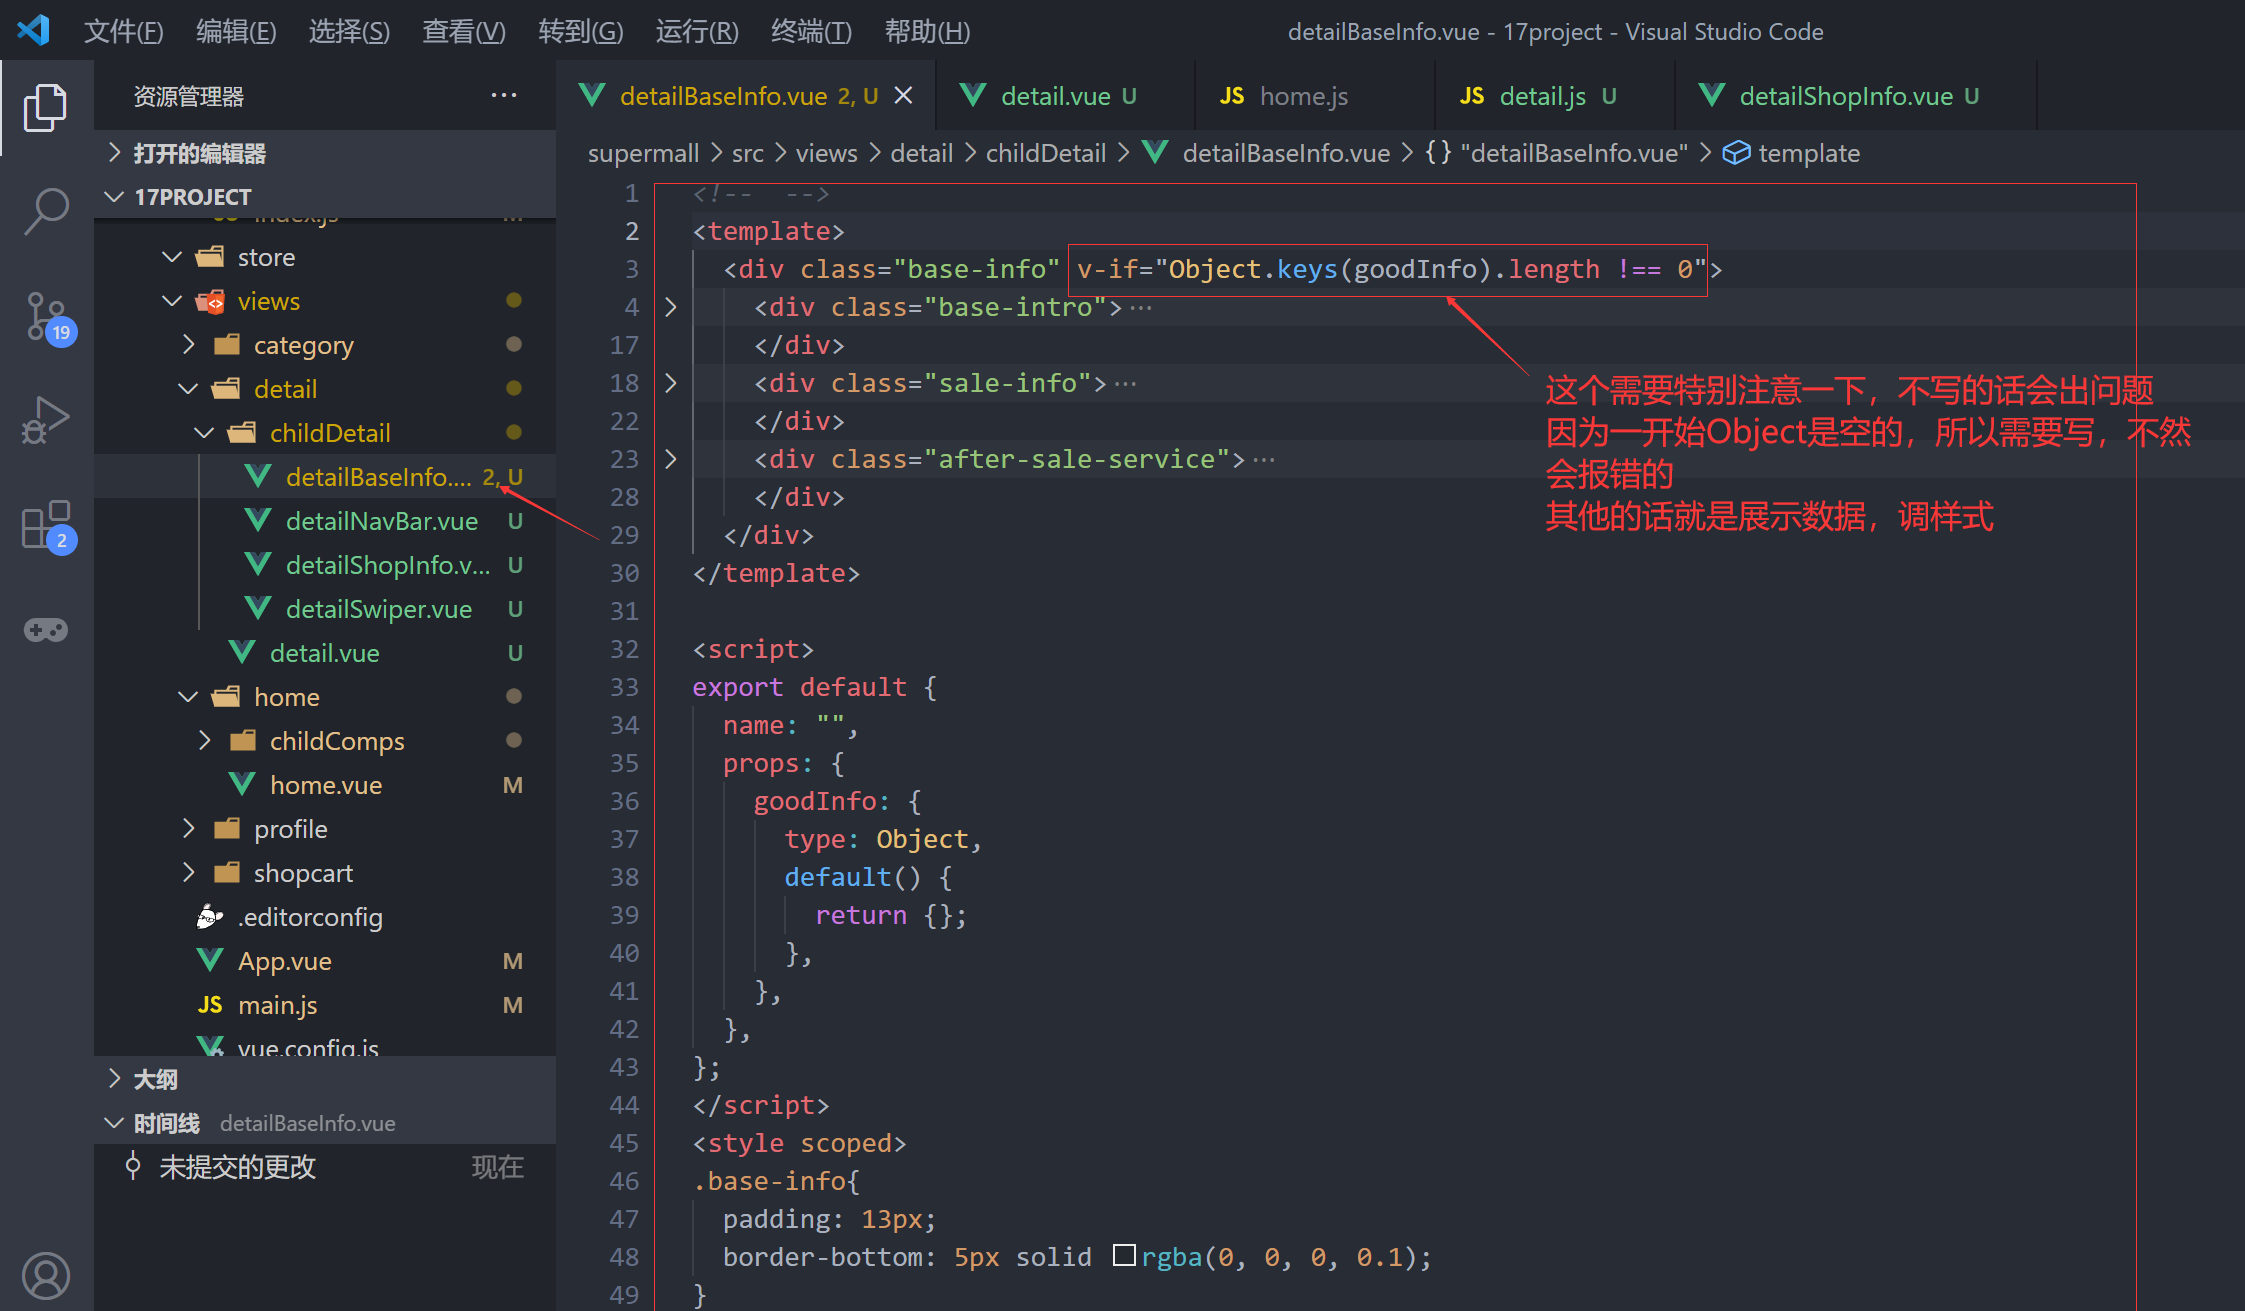 文件(F) 编辑(E) 选择(S) 查看(V) 转到(G) 运行(R) 终端(T) 帮助(H) detailBaseInfo.vue - 17project - Visual Studio Code
资源管理器 ···
detailBaseInfo.vue 2, U detail.vue U JS home.js JS detail.js U detailShopInfo.vue U
supermall > src > views > detail > childDetail > detailBaseInfo.vue > {} "detailBaseInfo.vue" > template
打开的编辑器
17PROJECT
index.js M
store
views
category
detail
childDetail
detailBaseInfo.... 2, U
detailNavBar.vue U
detailShopInfo.v... U
detailSwiper.vue U
detail.vue U
home
childComps
home.vue M
profile
shopcart
.editorconfig
App.vue M
JS main.js M
vue.config.js
大纲
时间线 detailBaseInfo.vue
未提交的更改 现在
19
2
1 <!--  -->
2 <template>
3 <div class="base-info" v-if="Object.keys(goodInfo).length !== 0">
4 <div class="base-intro">···
17 </div>
18 <div class="sale-info">···
22 </div>
23 <div class="after-sale-service">···
28 </div>
29 </div>
30 </template>
31
32 <script>
33 export default {
34 name: "",
35 props: {
36 goodInfo: {
37 type: Object,
38 default() {
39 return {};
40 },
41 },
42 },
43 };
44 </script>
45 <style scoped>
46 .base-info{
47 padding: 13px;
48 border-bottom: 5px solid rgba(0, 0, 0, 0.1);
49 }
这个需要特别注意一下，不写的话会出问题
因为一开始Object是空的，所以需要写，不然
会报错的
其他的话就是展示数据，调样式